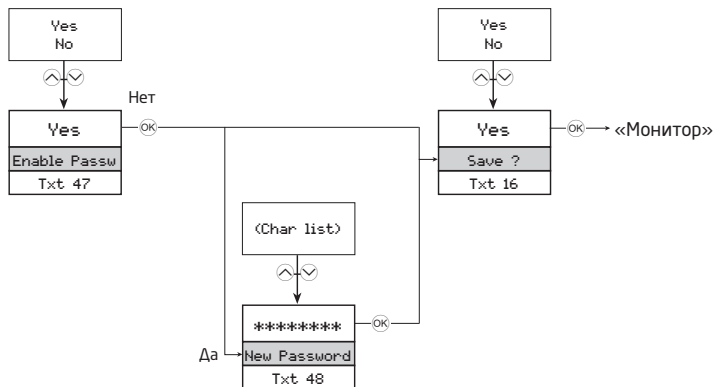 Yes
No
Нет
Yes
OK
Enable Passw
Txt 47
(Char list)
********
OK
Да
New Password
Txt 48
Yes
No
Yes
OK
«Монитор»
Save ?
Txt 16